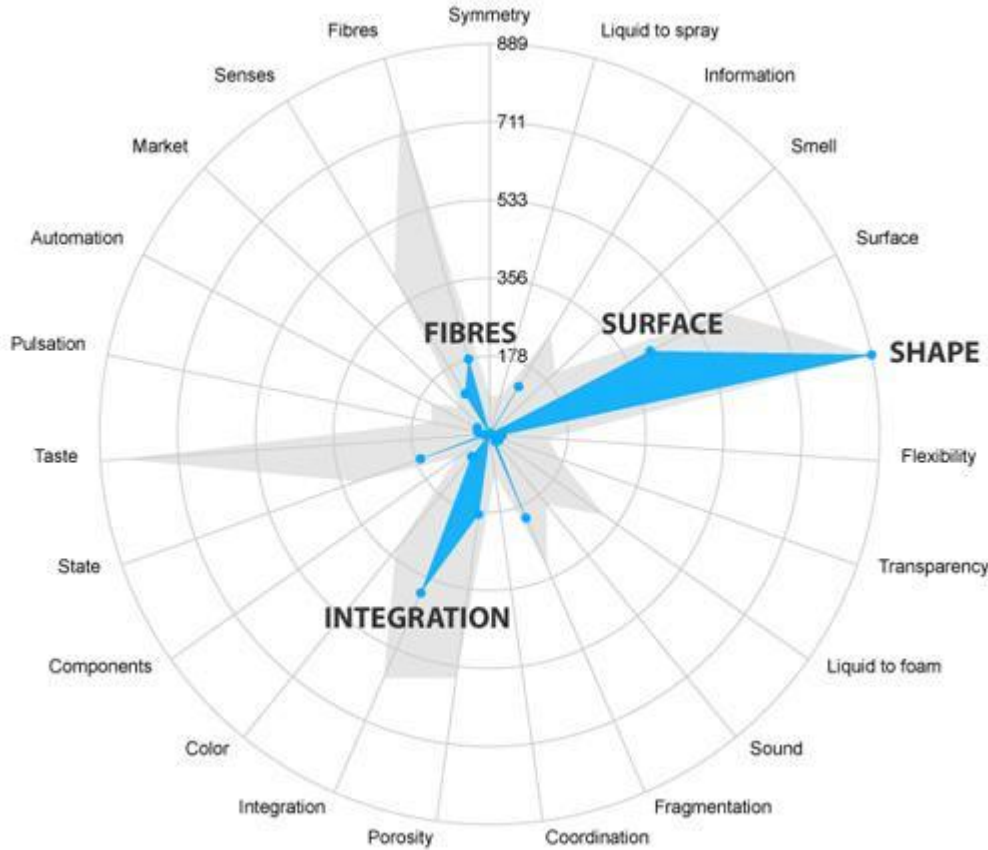 Symmetry
Fibres
Liquid to spray
889
Senses
Information
711
Market
Smell
533
Automation
Surface
356
FIBRES
SURFACE
Pulsation
178
SHAPE
Taste
Flexibility
State
Transparency
INTEGRATION
Components
Liquid to foam
Color
Sound
Integration
Fragmentation
Porosity
Coordination